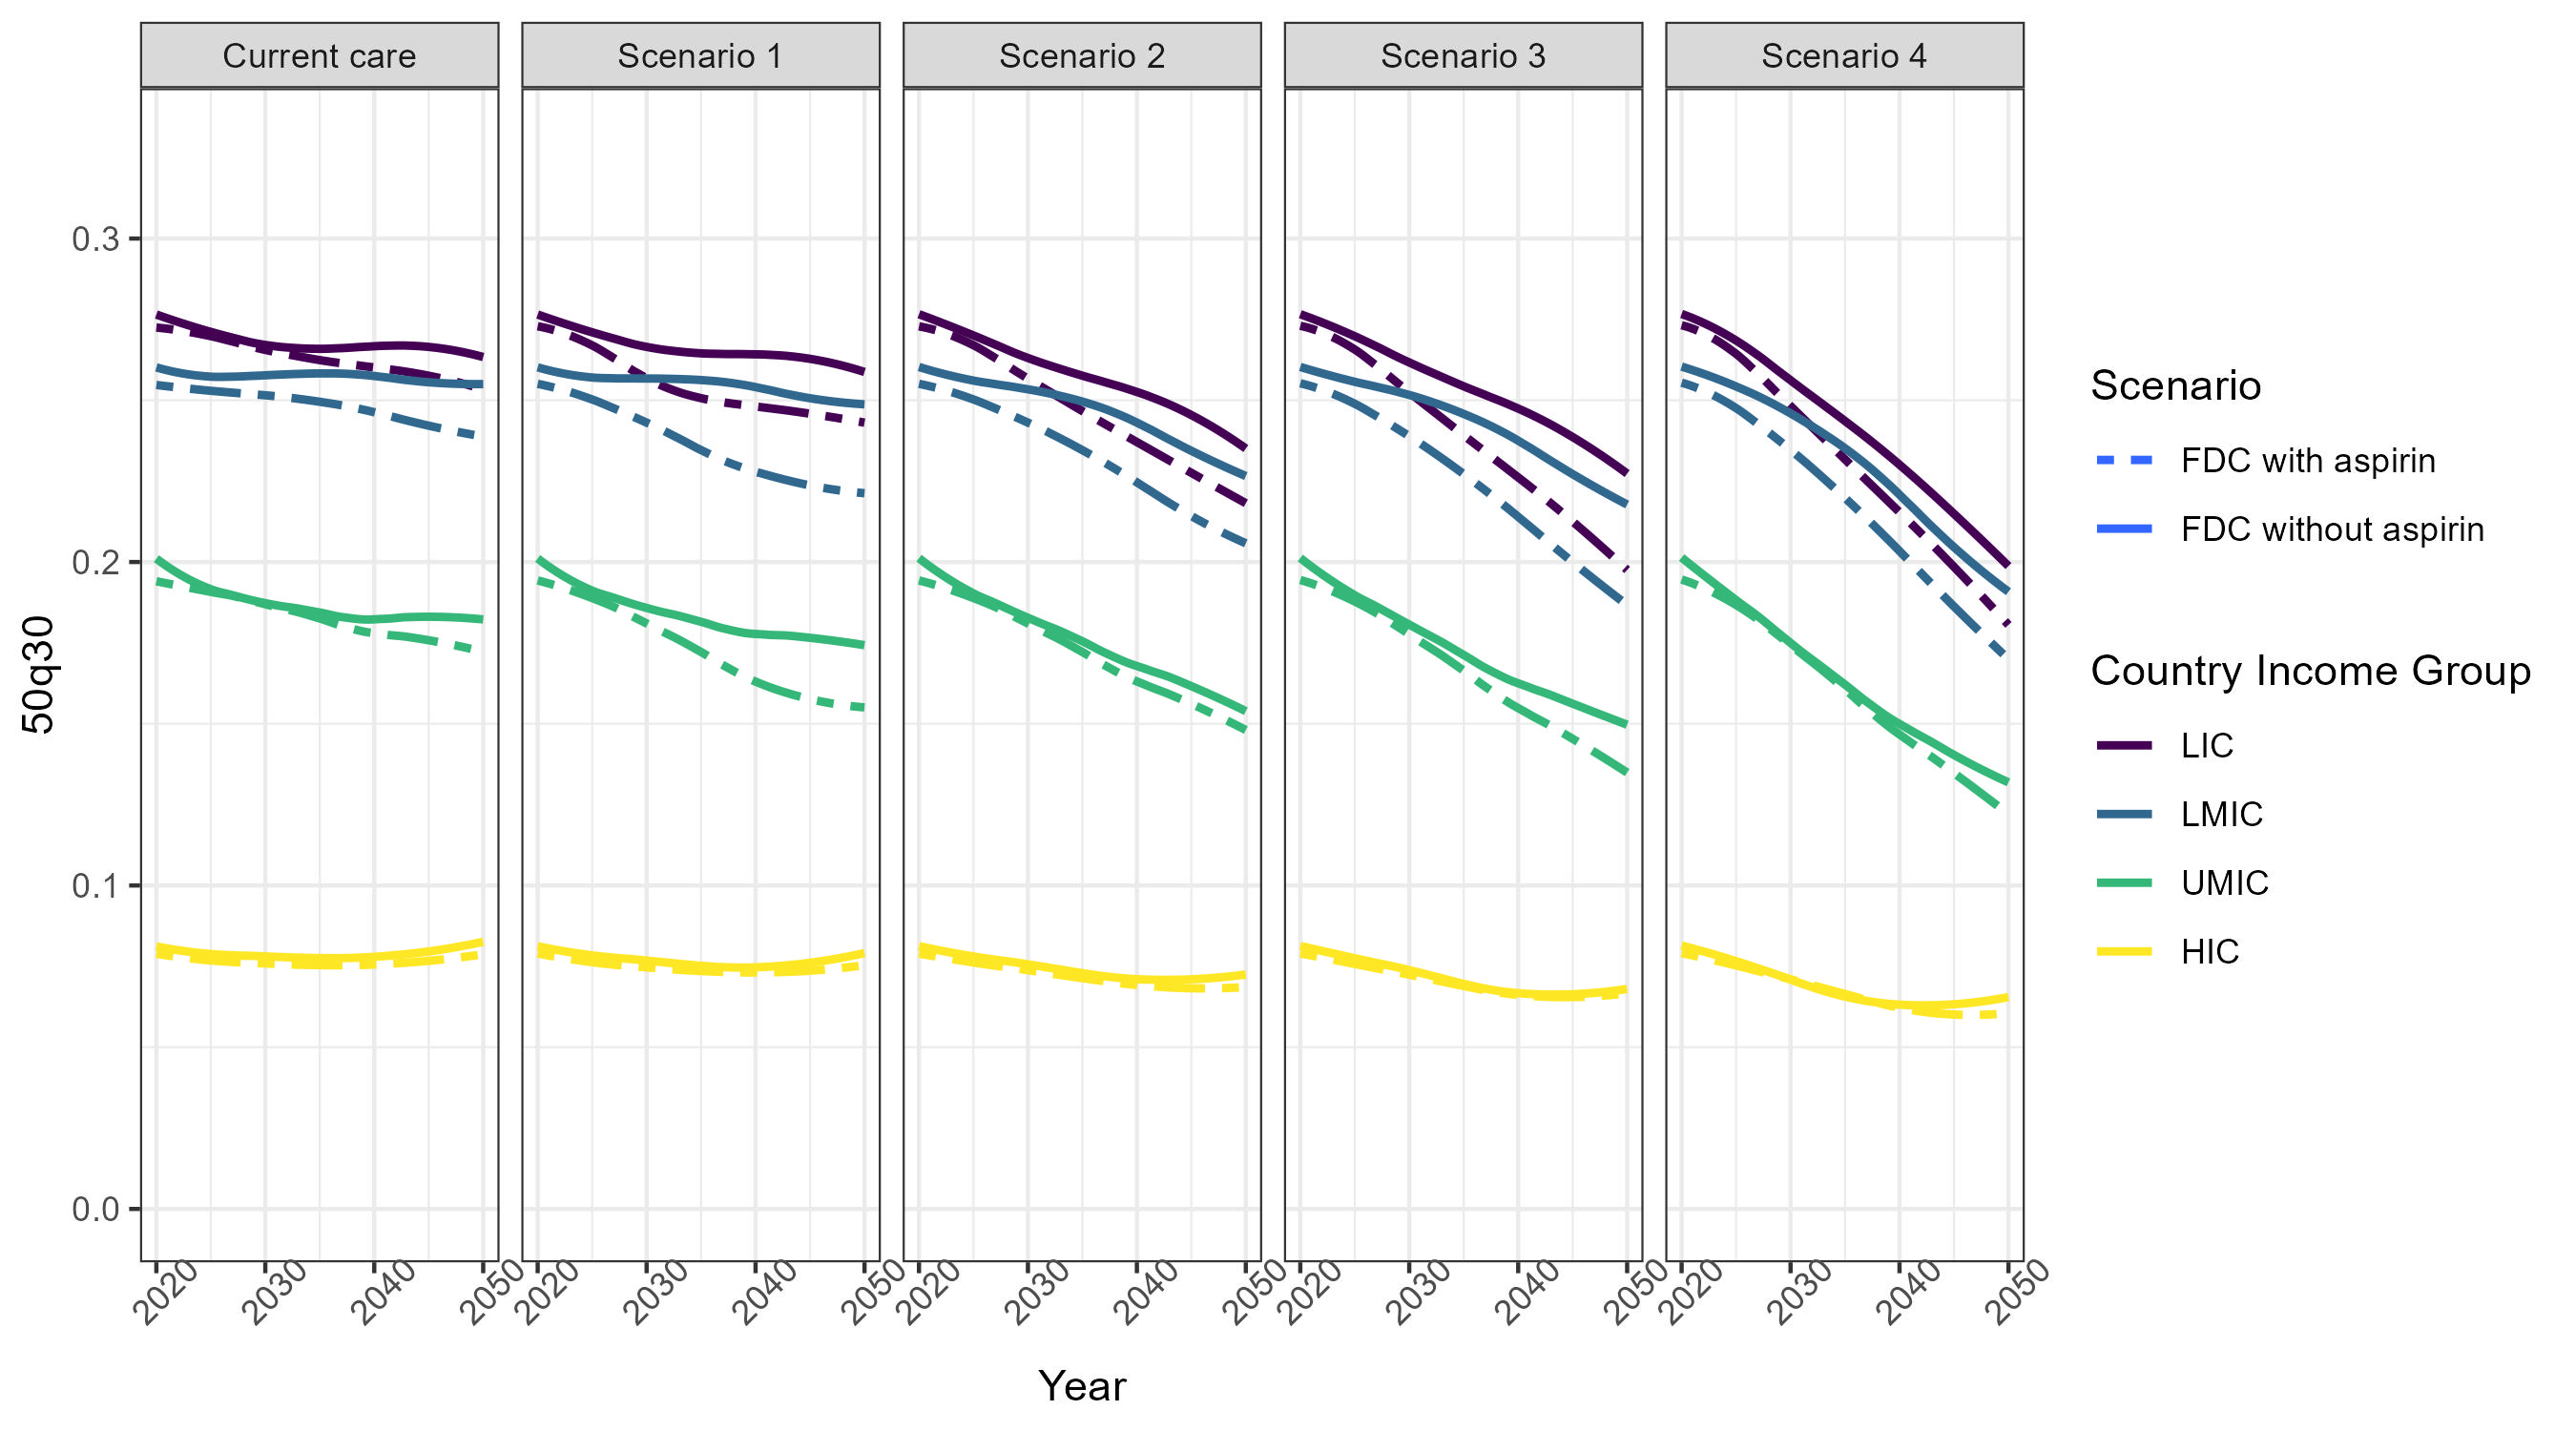 Current care
Scenario 1
Scenario 2
Scenario 3
Scenario 4
0.3
0.2
0.1
0.0
50q30
2020 2030 2040 2050
2020 2030 2040 2050
2020 2030 2040 2050
2020 2030 2040 2050
2020 2030 2040 2050
Year
Scenario
FDC with aspirin
FDC without aspirin
Country Income Group
LIC
LMIC
UMIC
HIC